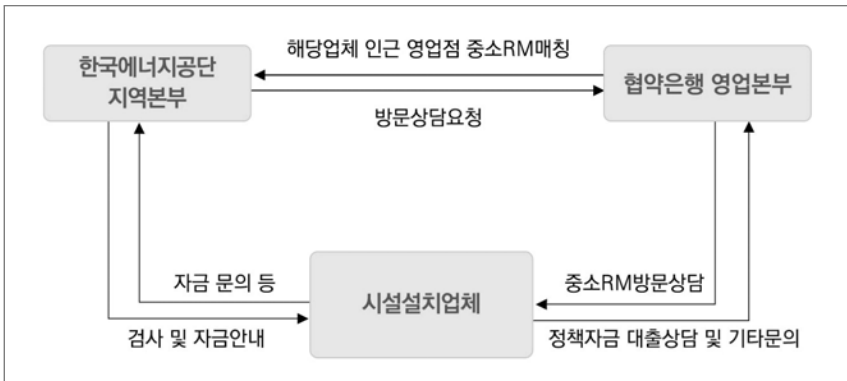 해당업체 인근 영업점 중소RM매칭
한국에너지공단
지역본부
협약은행 영업본부
방문상담요청
자금 문의 등
시설설치업체
중소RM방문상담
검사 및 자금안내
정책자금 대출상담 및 기타문의